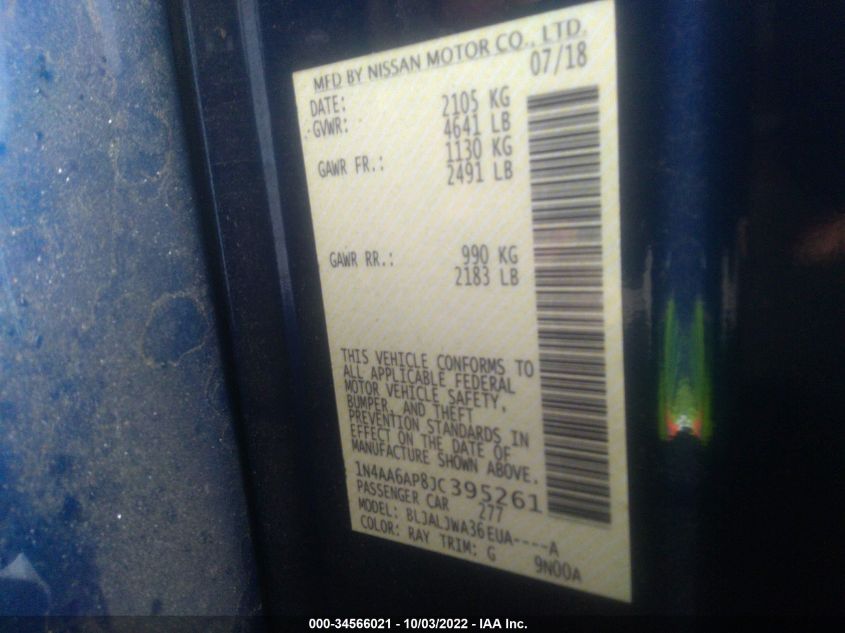 MFD BY NISSAN MOTOR CO., LTD.
DATE: 07/18
GVWR: 2105 KG
4641 LB
GAWR FR.: 1130 KG
2491 LB
GAWR RR.: 990 KG
2183 LB
THIS VEHICLE CONFORMS TO
ALL APPLICABLE FEDERAL
MOTOR VEHICLE SAFETY,
BUMPER, AND THEFT
PREVENTION STANDARDS IN
EFFECT ON THE DATE OF
MANUFACTURE SHOWN ABOVE.
1N4AA6AP8JC395261
PASSENGER CAR 277
MODEL: BLJALJWA36EUA----A
COLOR: RAY TRIM: G 9N00A
000-34566021 - 10/03/2022 - IAA Inc.